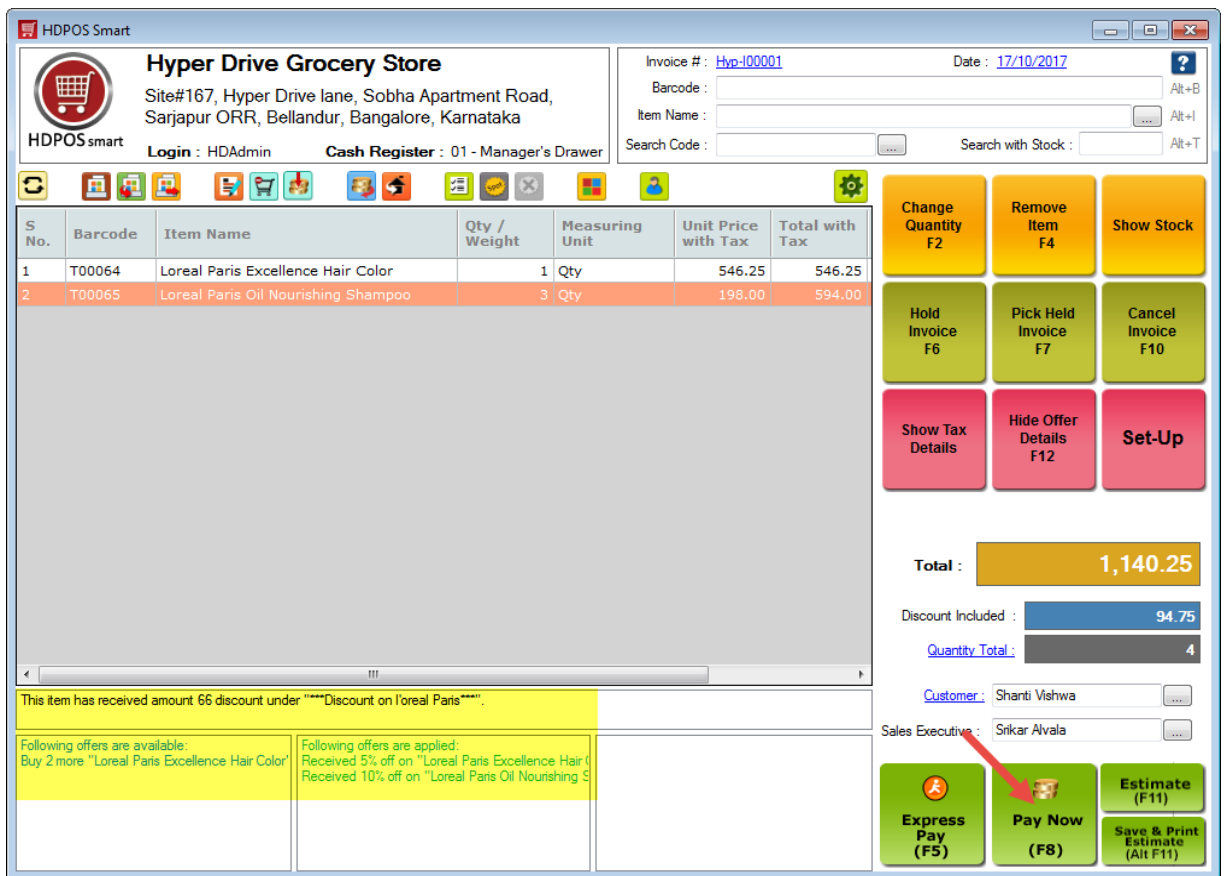 HDPOS Smart
HDPOS smart
Hyper Drive Grocery Store
Site#167, Hyper Drive lane, Sobha Apartment Road,
Sarjapur ORR, Bellandur, Bangalore, Karnataka
Login : HDAdmin Cash Register : 01 - Manager's Drawer
Invoice # : Hyp-I00001 Date : 17/10/2017 ?
Barcode : Alt+B
Item Name : ... Alt+I
Search Code : ... Search with Stock : Alt+T
S No. Barcode Item Name Qty / Weight Measuring Unit Unit Price with Tax Total with Tax
1 T00064 Loreal Paris Excellence Hair Color 1 Qty 546.25 546.25
2 T00065 Loreal Paris Oil Nourishing Shampoo 3 Qty 198.00 594.00
This item has received amount 66 discount under "***Discount on l'oreal Paris***".
Following offers are available:
Buy 2 more "Loreal Paris Excellence Hair Color"
Following offers are applied:
Received 5% off on "Loreal Paris Excellence Hair (
Received 10% off on "Loreal Paris Oil Nourishing S
Change
Quantity
F2
Remove
Item
F4
Show Stock
Hold
Invoice
F6
Pick Held
Invoice
F7
Cancel
Invoice
F10
Show Tax
Details
Hide Offer
Details
F12
Set-Up
Total : 1,140.25
Discount Included : 94.75
Quantity Total : 4
Customer : Shanti Vishwa ...
Sales Executive : Srikar Alvala ...
Express
Pay
(F5)
Pay Now
(F8)
Estimate
(F11)
Save & Print
Estimate
(Alt F11)